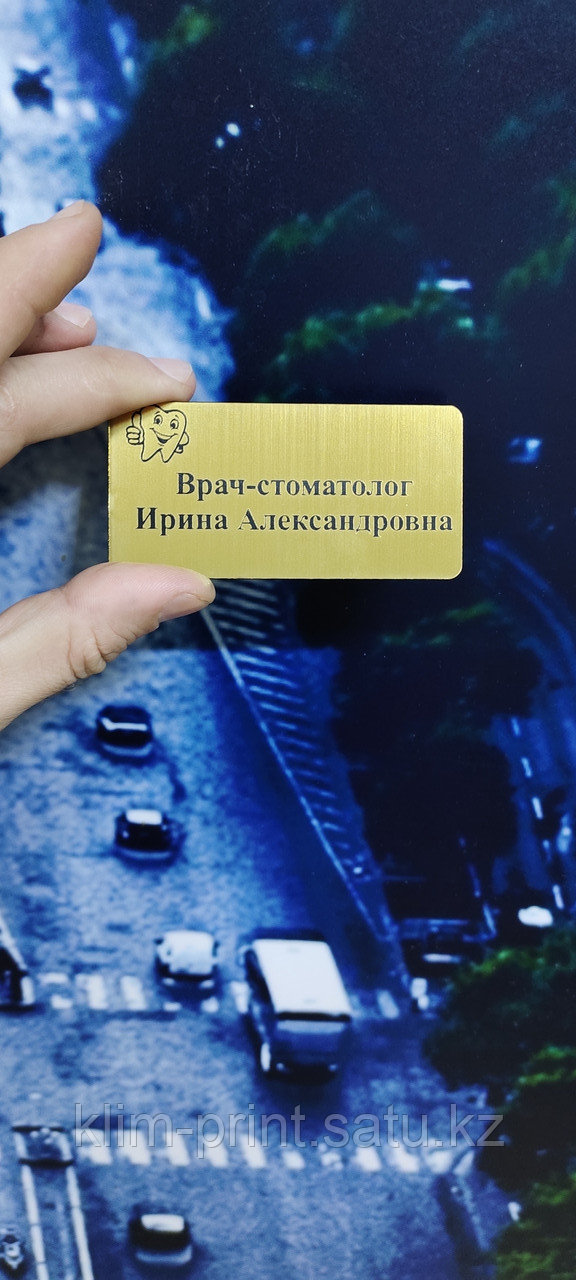 Врач-стоматолог
Ирина Александровна
klim-print.satu.kz